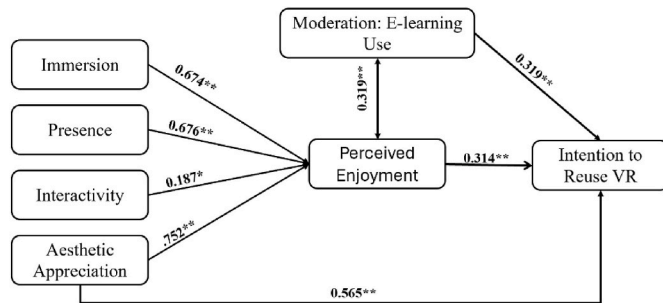 Moderation: E-learning
Use
Immersion
0.674**
0.319**
0.319**
Presence
0.676**
Perceived
Enjoyment
0.314**
Intention to
Reuse VR
Interactivity
0.187*
.752**
Aesthetic
Appreciation
0.565**